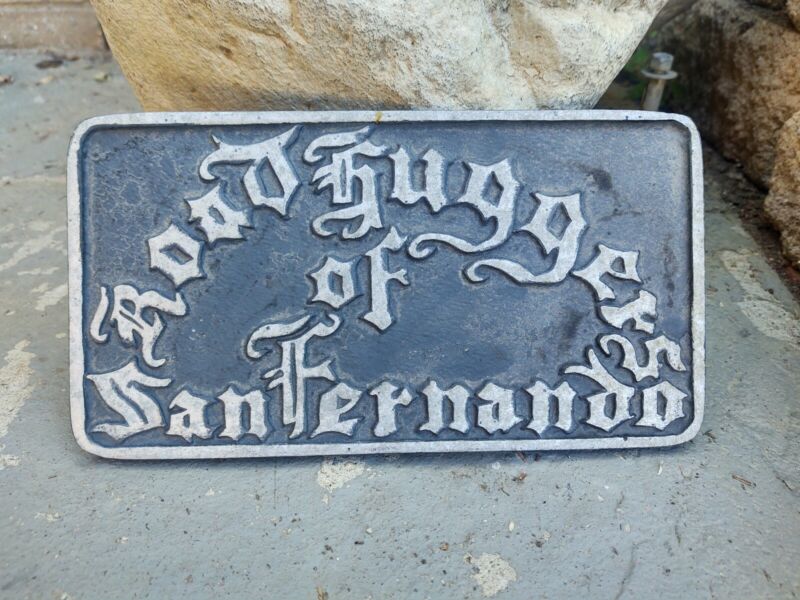 Road Huggers
of
San Fernando